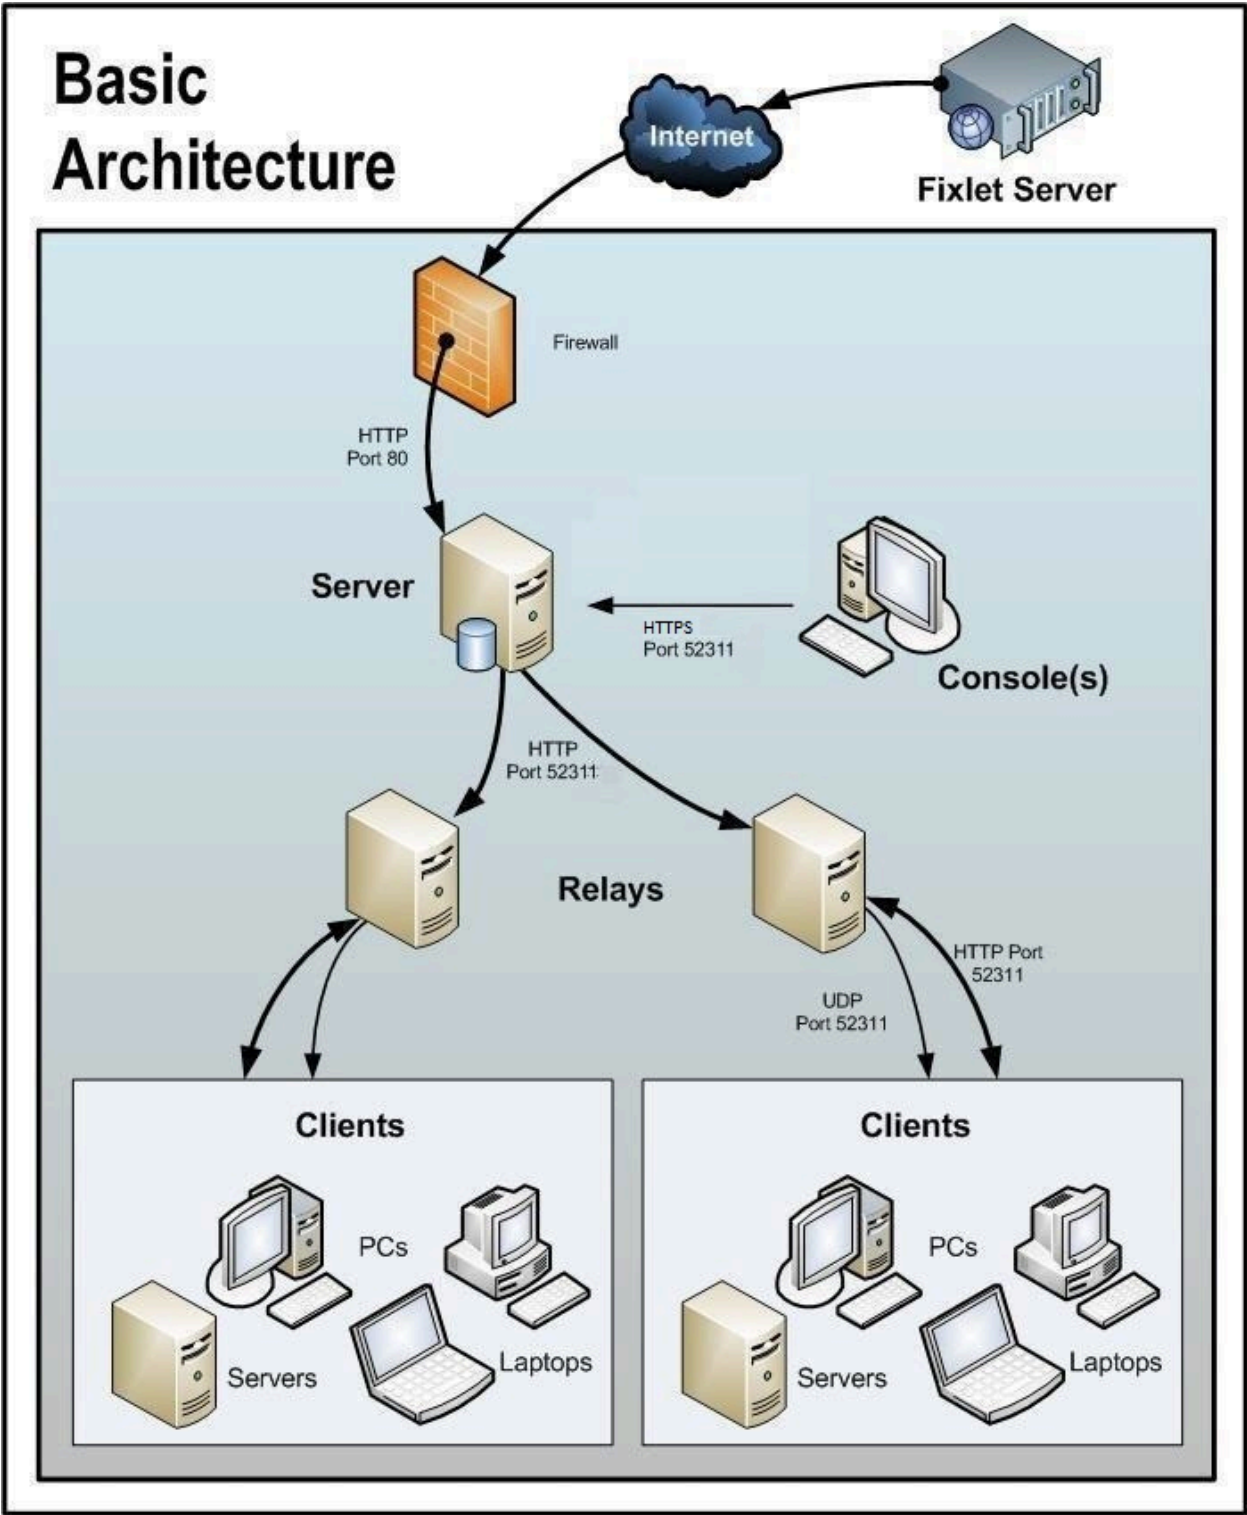 Basic
Architecture
Internet
Fixlet Server
Firewall
HTTP
Port 80
Server
HTTPS
Port 52311
Console(s)
HTTP
Port 52311
Relays
HTTP Port
52311
UDP
Port 52311
Clients
PCs
Servers
Laptops
Clients
PCs
Servers
Laptops